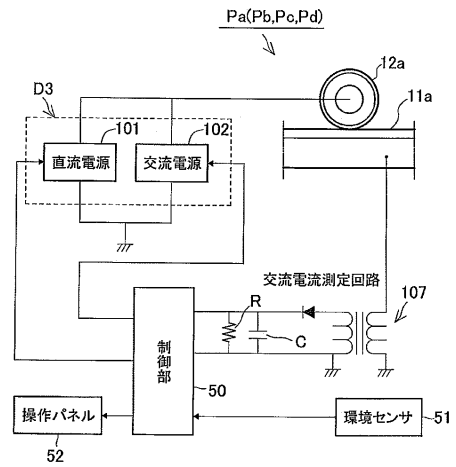 Pa(Pb,Pc,Pd)
12a
11a
D3
101
102
直流電源
交流電源
交流電流測定回路
107
R
C
制御部
50
操作パネル
52
環境センサ
51